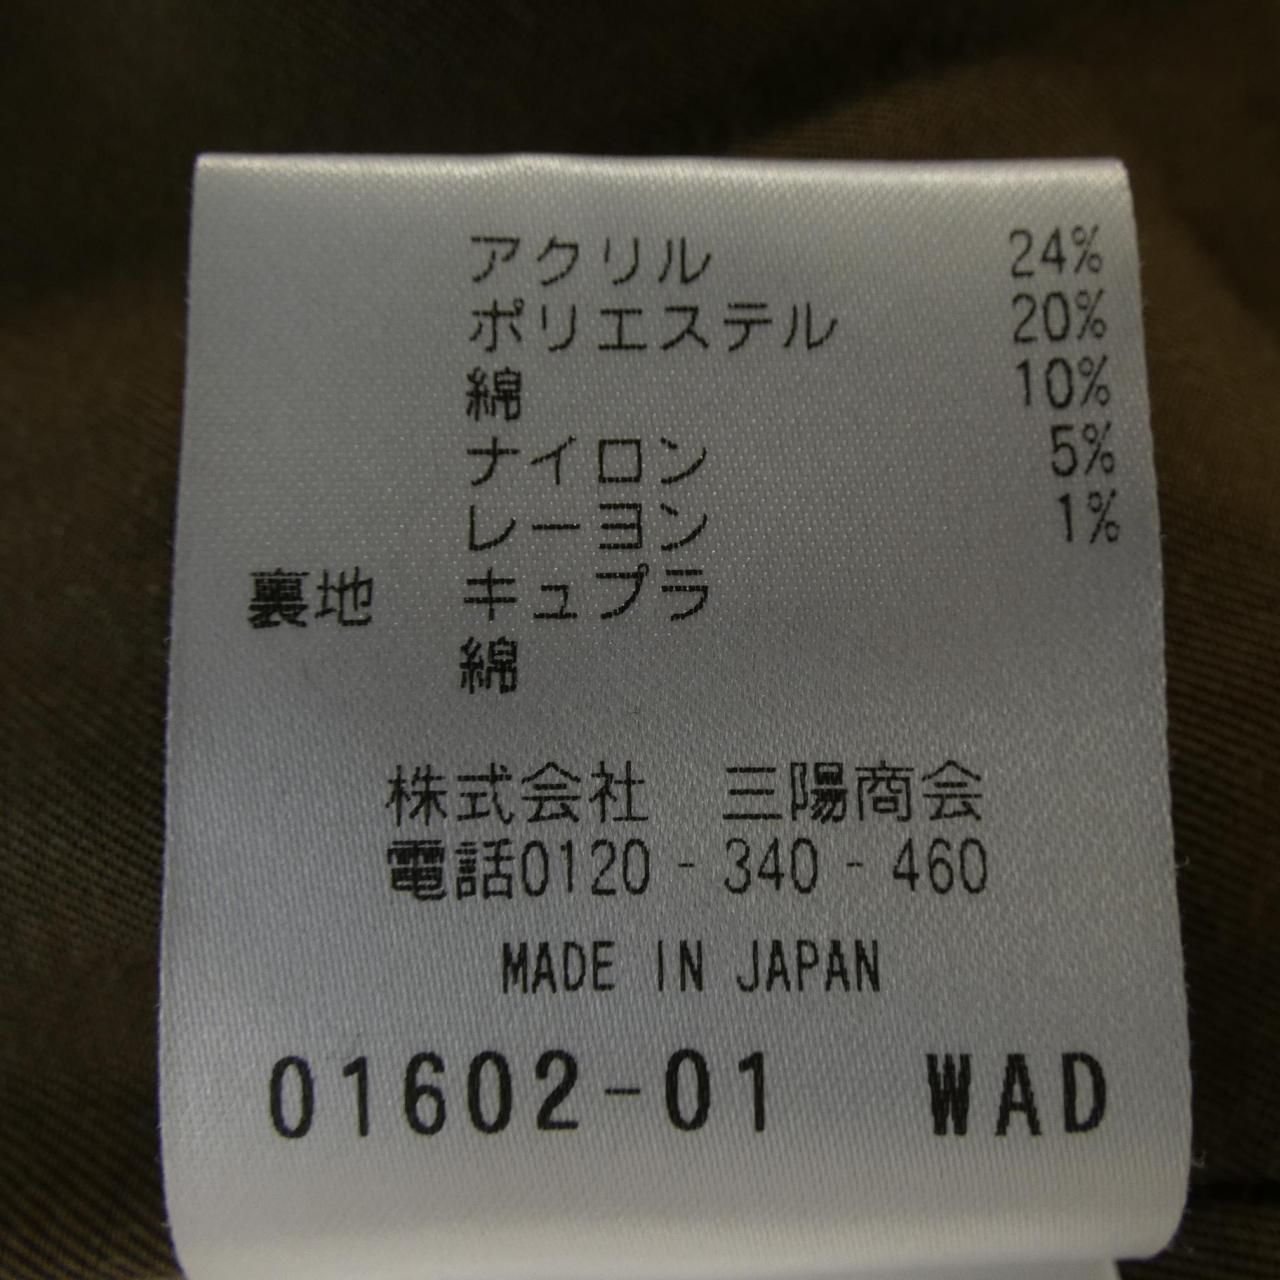 アクリル 24%
ポリエステル 20%
綿 10%
ナイロン 5%
レーヨン 1%
裏地 キュプラ
綿
株式会社 三陽商会
電話0120-340-460
MADE IN JAPAN
01602-01 WAD